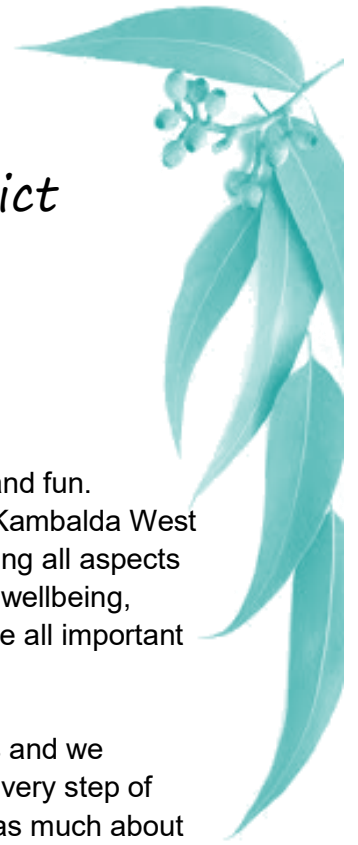 ict
and fun.
Kambalda West
ng all aspects
wellbeing,
e all important
and we
very step of
as much about